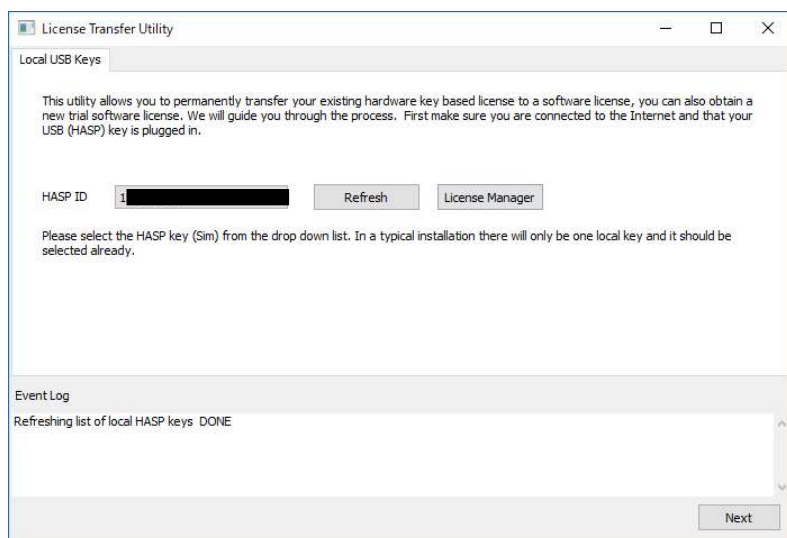 License Transfer Utility
Local USB Keys
This utility allows you to permanently transfer your existing hardware key based license to a software license, you can also obtain a
new trial software license. We will guide you through the process.  First make sure you are connected to the Internet and that your
USB (HASP) key is plugged in.
HASP ID 1 Refresh License Manager
Please select the HASP key (Sim) from the drop down list. In a typical installation there will only be one local key and it should be
selected already.
Event Log
Refreshing list of local HASP keys  DONE
Next